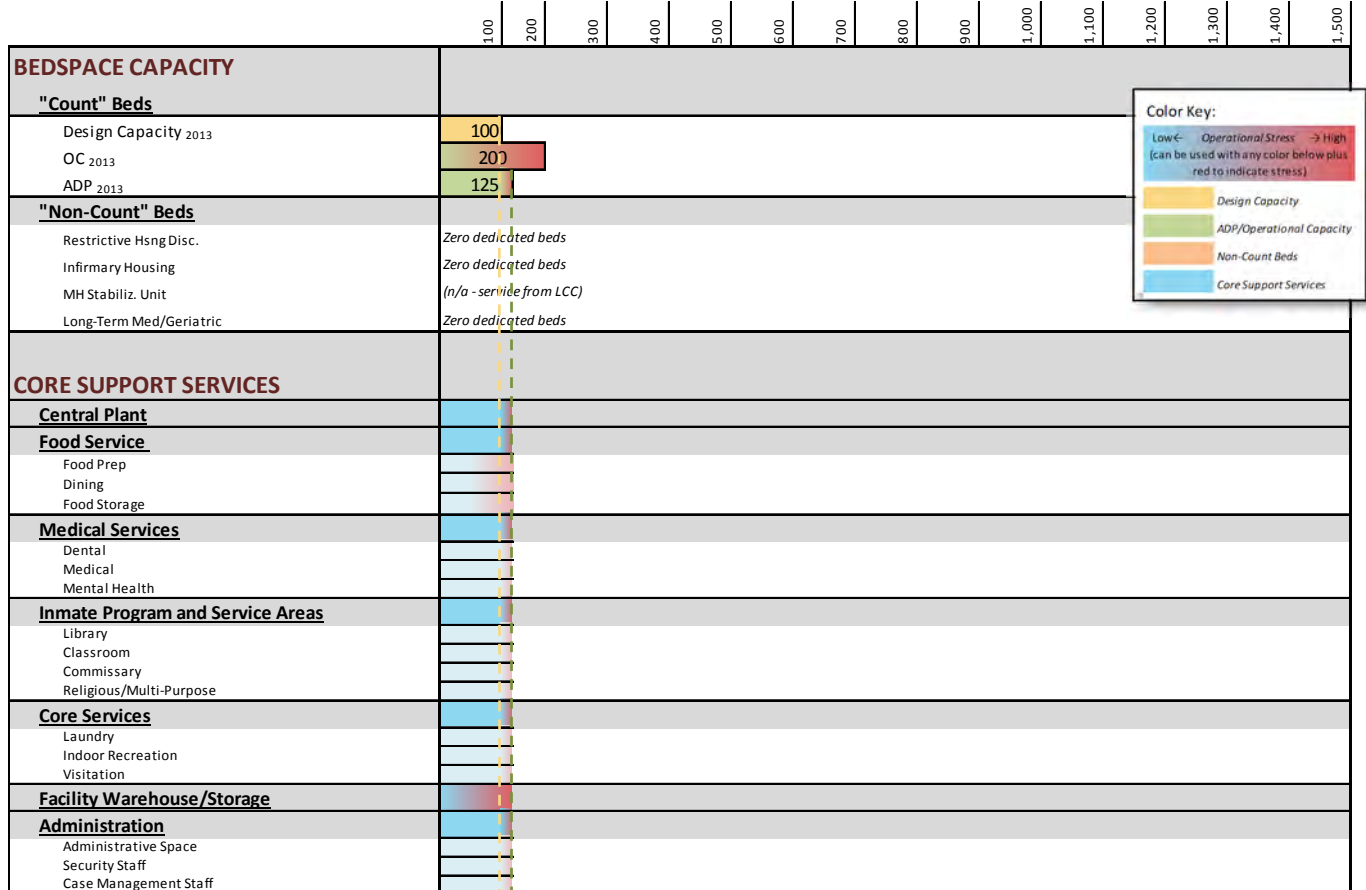 100 200 300 400 500 600 700 800 900 1,000 1,100 1,200 1,300 1,400 1,500
BEDSPACE CAPACITY
"Count" Beds
Design Capacity 2013 100
OC 2013 200
ADP 2013 125
"Non-Count" Beds
Restrictive Hsng Disc. Zero dedicated beds
Infirmary Housing Zero dedicated beds
MH Stabiliz. Unit (n/a - service from LCC)
Long-Term Med/Geriatric Zero dedicated beds
Color Key:
Low← Operational Stress → High
(can be used with any color below plus
red to indicate stress)
Design Capacity
ADP/Operational Capacity
Non-Count Beds
Core Support Services
CORE SUPPORT SERVICES
Central Plant
Food Service
Food Prep
Dining
Food Storage
Medical Services
Dental
Medical
Mental Health
Inmate Program and Service Areas
Library
Classroom
Commissary
Religious/Multi-Purpose
Core Services
Laundry
Indoor Recreation
Visitation
Facility Warehouse/Storage
Administration
Administrative Space
Security Staff
Case Management Staff